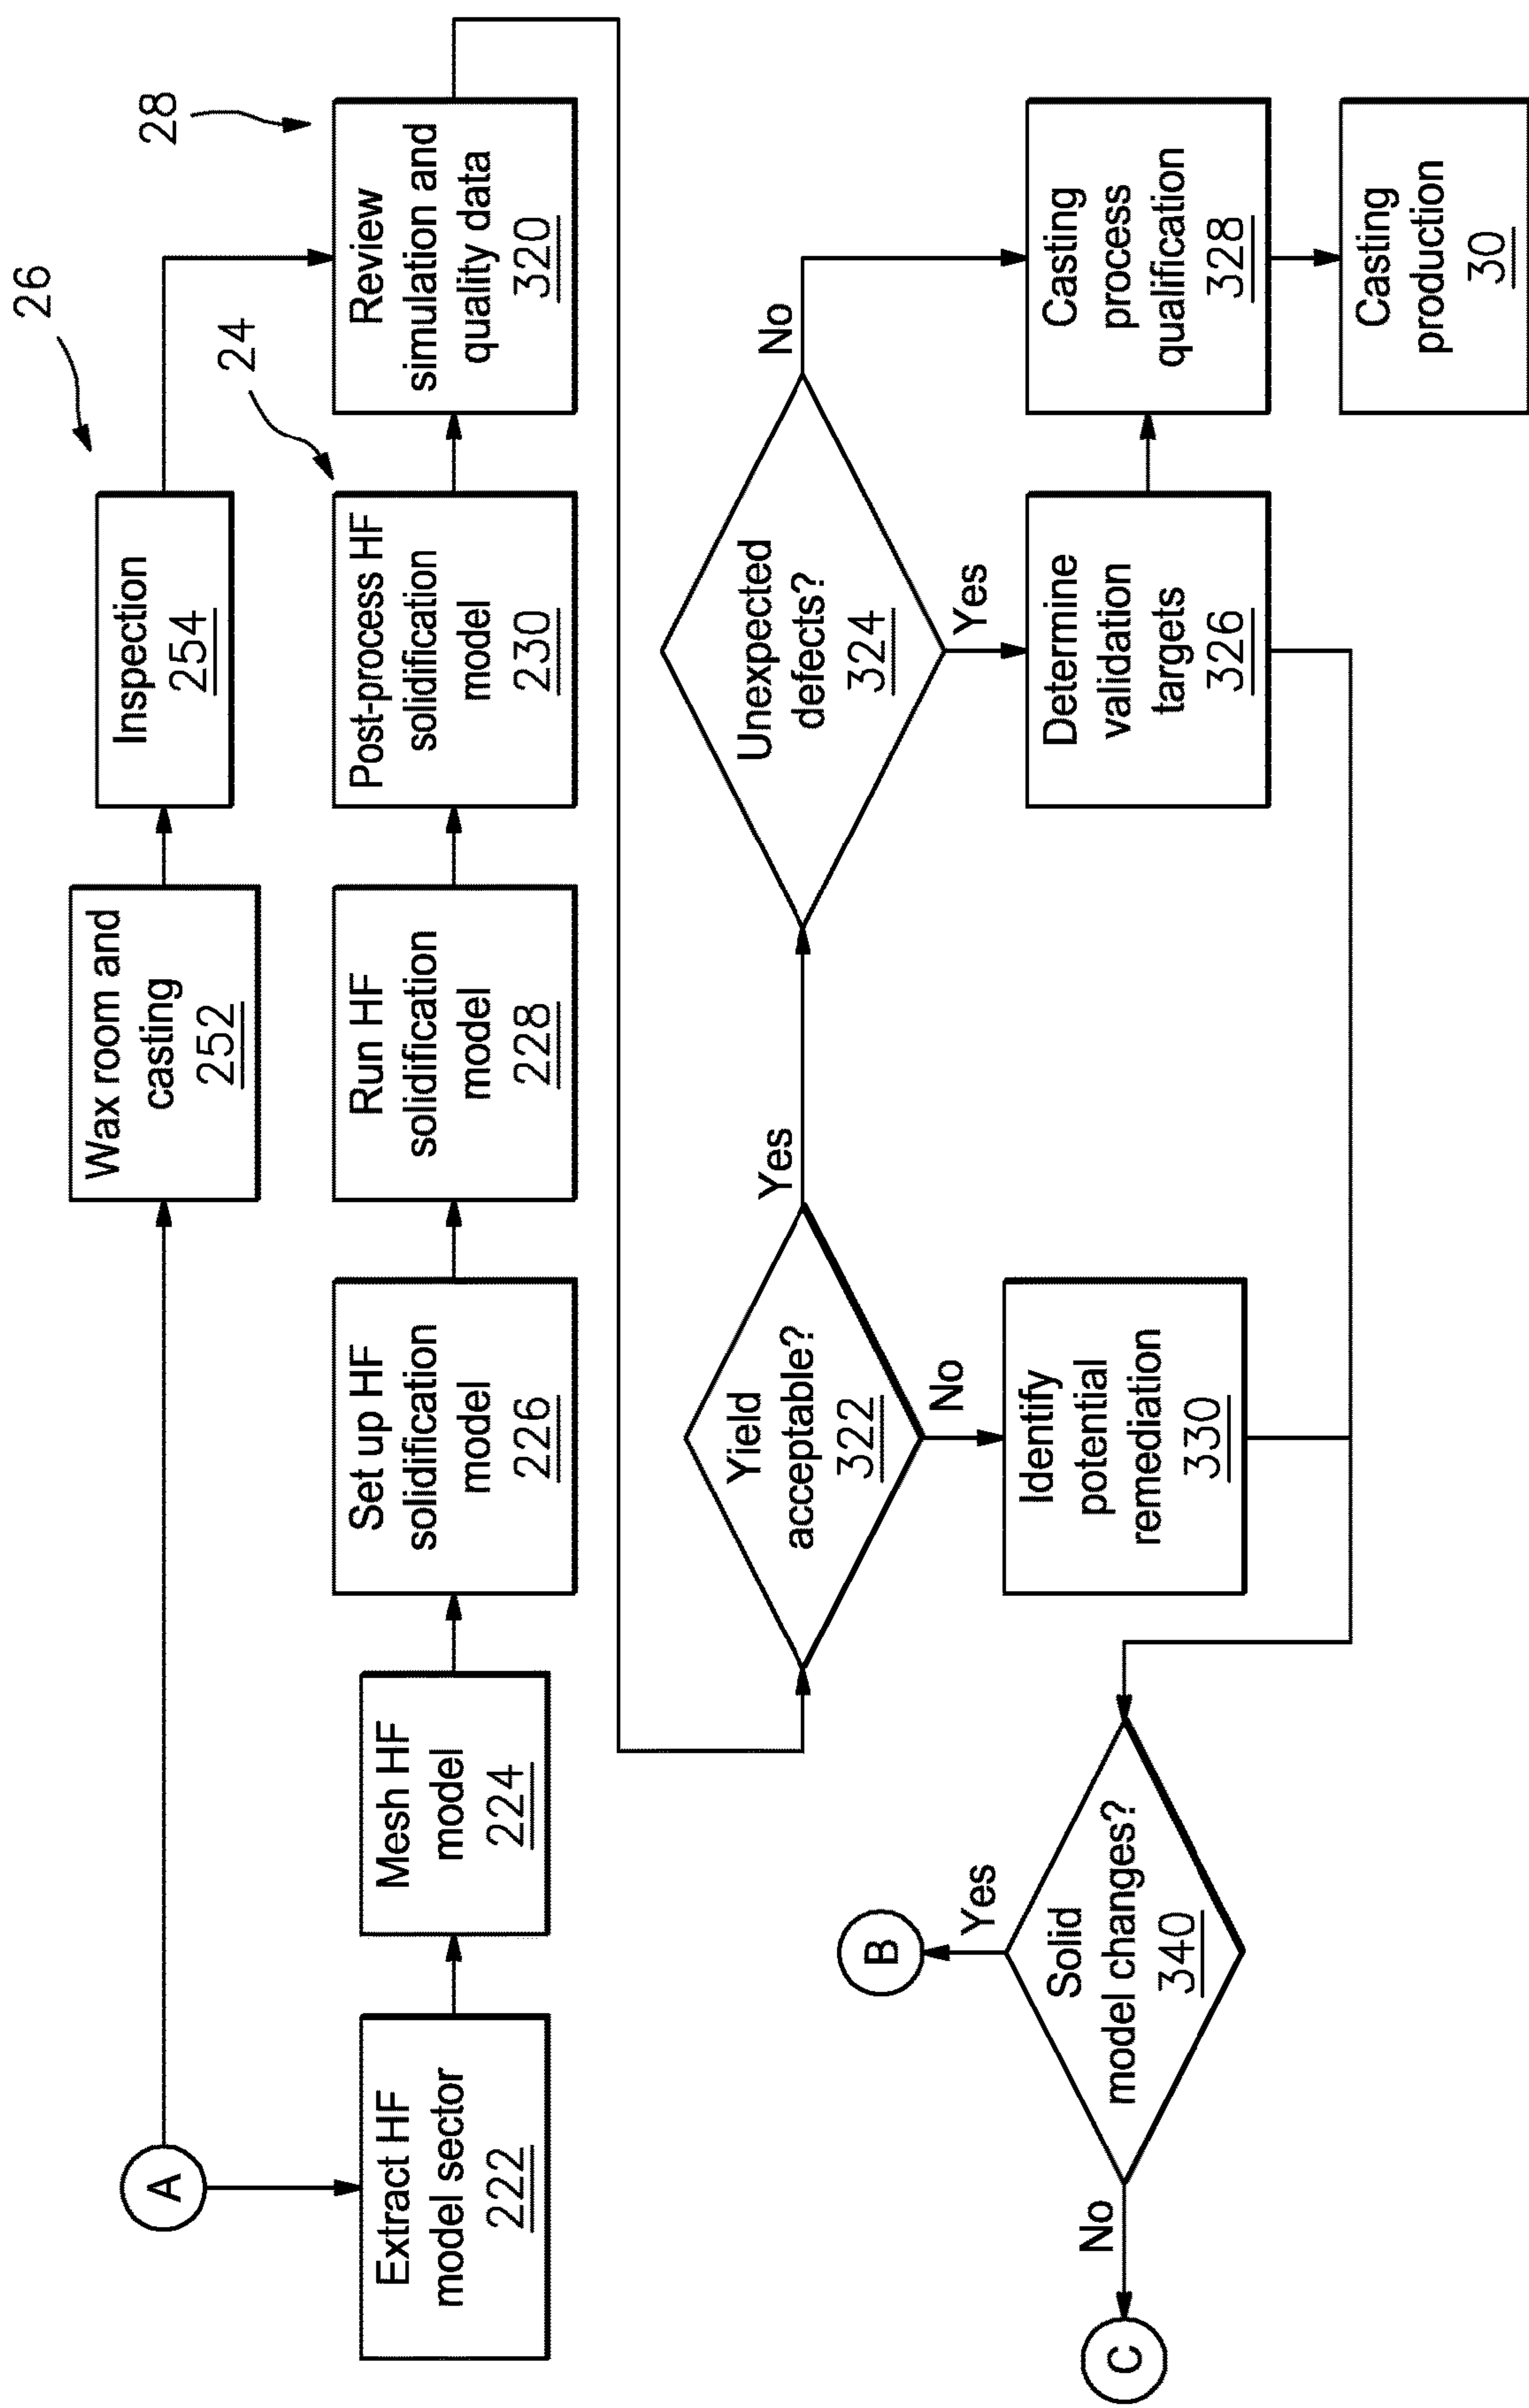 26
A
Wax room and
casting
252
Inspection
254
28
24
Extract HF
model sector
222
Mesh HF
model
224
Set up HF
solidification
model
226
Run HF
solidification
model
228
Post-process HF
solidification
model
230
Review
simulation and
quality data
320
Yield
acceptable?
322
Yes
No
Unexpected
defects?
324
No
Yes
Identify
potential
remediation
330
Determine
validation
targets
326
Casting
process
qualification
328
Casting
production
30
B
Yes
Solid
model changes?
340
No
C